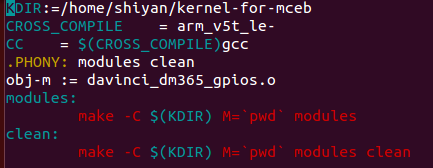 KDIR:=/home/shiyan/kernel-for-mceb
CROSS_COMPILE    = arm_v5t_le-
CC    = $(CROSS_COMPILE)gcc
.PHONY: modules clean
obj-m := davinci_dm365_gpios.o
modules:
        make -C $(KDIR) M=`pwd` modules
clean:
        make -C $(KDIR) M=`pwd` modules clean